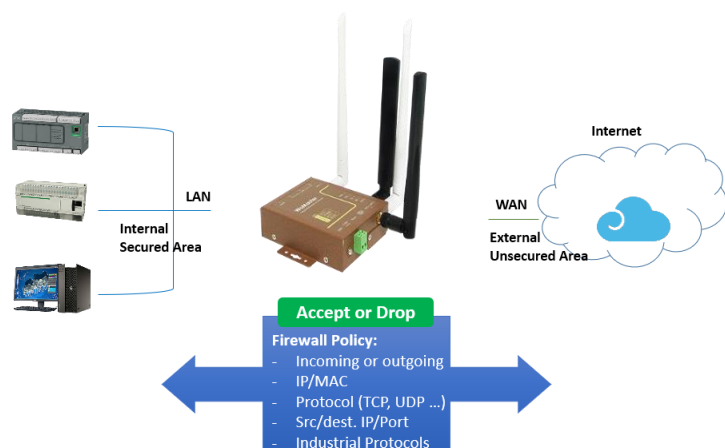 Internet
LAN
WAN
Internal
Secured Area
External
Unsecured Area
Accept or Drop
Firewall Policy:
- Incoming or outgoing
- IP/MAC
- Protocol (TCP, UDP ...)
- Src/dest. IP/Port
- Industrial Protocols